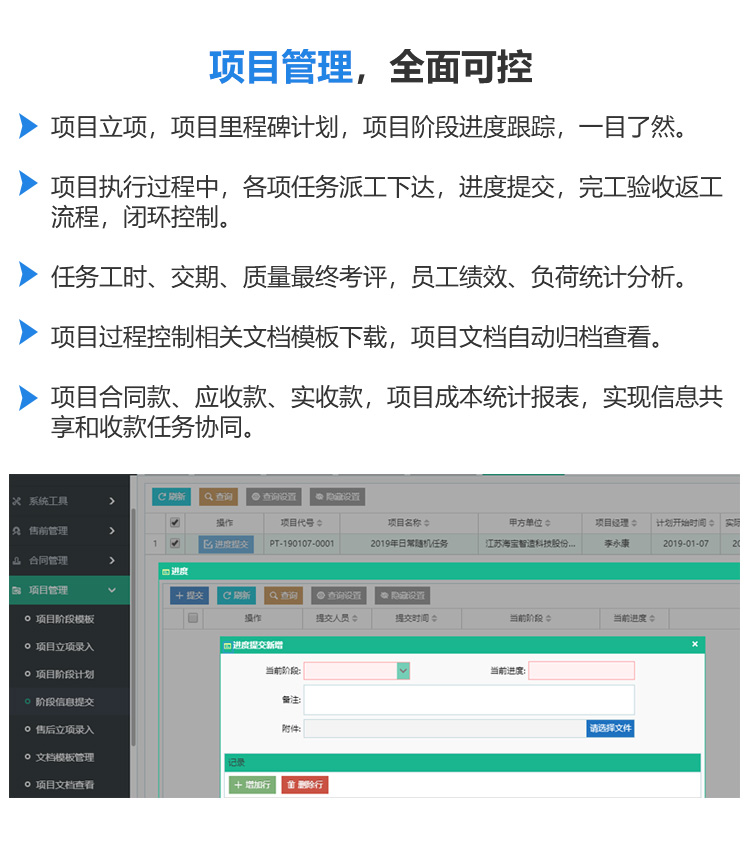 项目管理，全面可控
项目立项，项目里程碑计划，项目阶段进度跟踪，一目了然。
项目执行过程中，各项任务派工下达，进度提交，完工验收返工
流程，闭环控制。
任务工时、交期、质量最终考评，员工绩效、负荷统计分析。
项目过程控制相关文档模板下载，项目文档自动归档查看。
项目合同款、应收款、实收款，项目成本统计报表，实现信息共
享和收款任务协同。
系统工具
售前管理
合同管理
项目管理
项目阶段模板
项目立项录入
项目阶段计划
阶段信息提交
售后立项录入
文档模板管理
项目文档查看
刷新 查询 查询设置 隐藏设置
操作 项目代号 项目名称 甲方单位 项目经理 计划开始时间 实际
1 进度提交 PT-190107-0001 2019年日常随机任务 江苏海宝智造科技股份... 李永康 2019-01-07 20
进度
提交 刷新 查询 查询设置 隐藏设置
操作 提交人员 提交时间 当前阶段 当前进度
进度提交新增
当前阶段: 当前进度:
备注:
附件: 请选择文件
记录
增加行 删除行